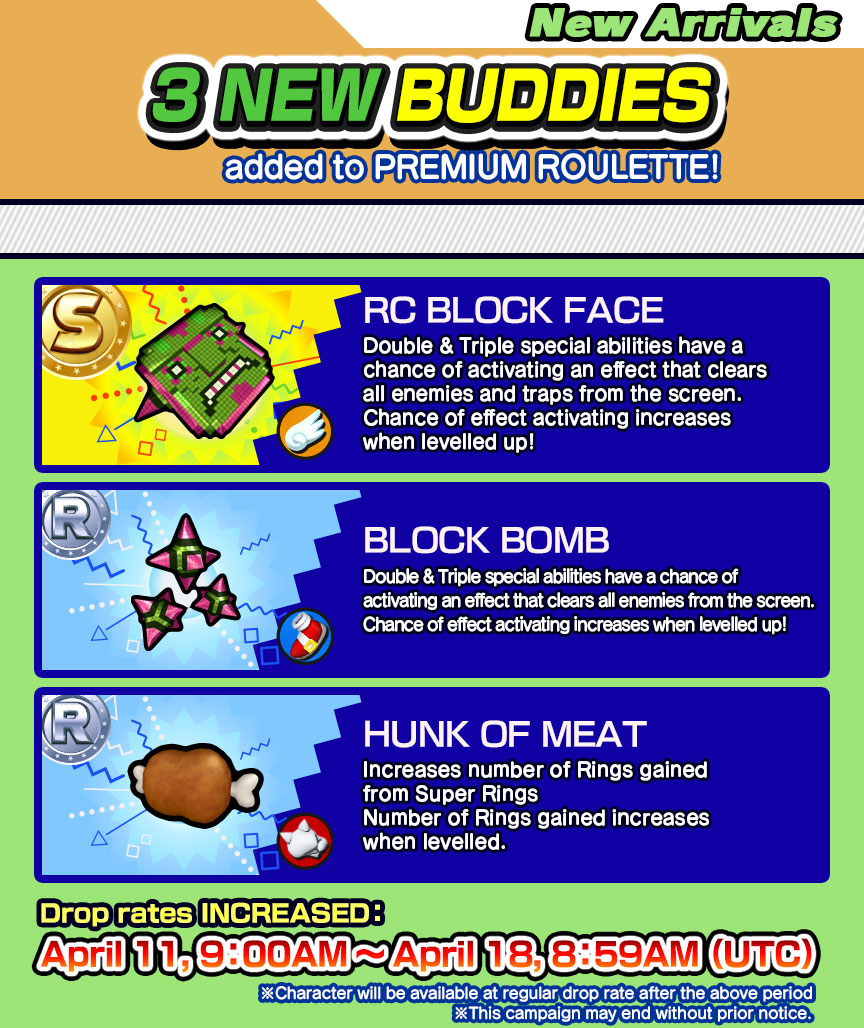 New Arrivals
3 NEW BUDDIES
added to PREMIUM ROULETTE!
S
RC BLOCK FACE
Double & Triple special abilities have a
chance of activating an effect that clears
all enemies and traps from the screen.
Chance of effect activating increases
when levelled up!
R
BLOCK BOMB
Double & Triple special abilities have a chance of
activating an effect that clears all enemies from the screen.
Chance of effect activating increases when levelled up!
R
HUNK OF MEAT
Increases number of Rings gained
from Super Rings
Number of Rings gained increases
when levelled.
Drop rates INCREASED:
April 11, 9:00AM～April 18, 8:59AM (UTC)
※Character will be available at regular drop rate after the above period
※This campaign may end without prior notice.